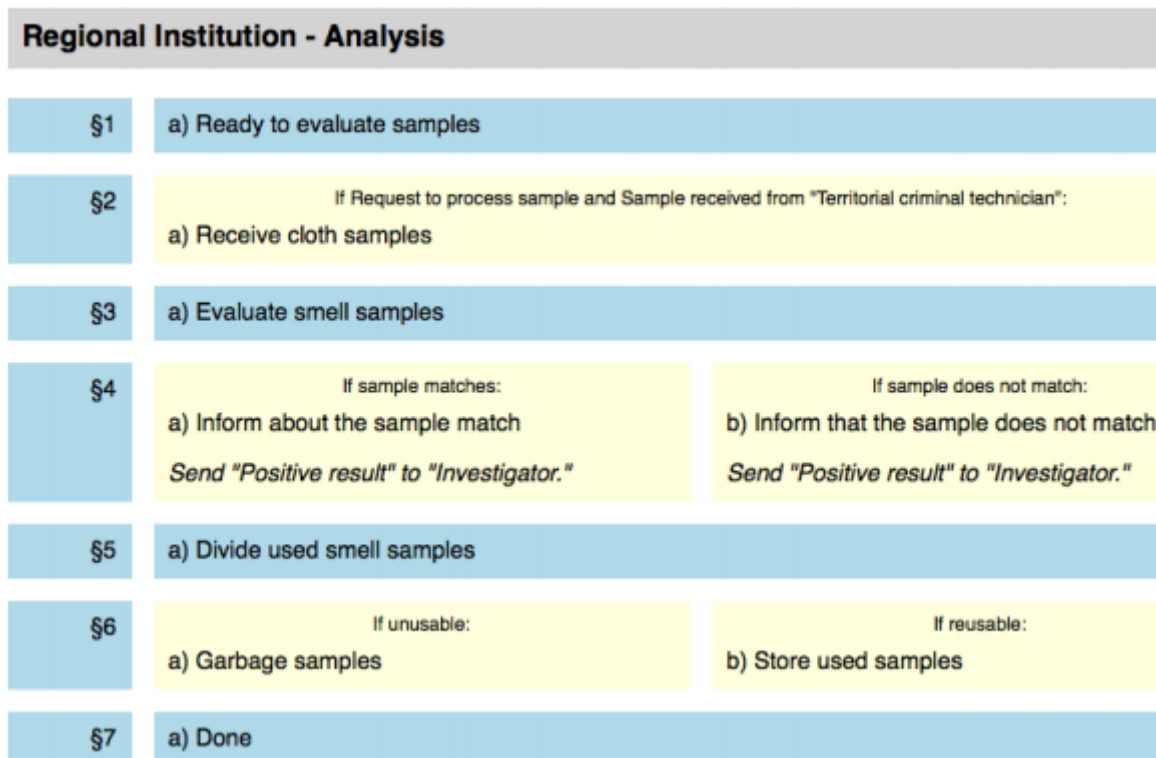 Regional Institution - Analysis
§1
a) Ready to evaluate samples
§2
If Request to process sample and Sample received from "Territorial criminal technician":
a) Receive cloth samples
§3
a) Evaluate smell samples
§4
If sample matches:
a) Inform about the sample match
Send "Positive result" to "Investigator."
If sample does not match:
b) Inform that the sample does not match
Send "Positive result" to "Investigator."
§5
a) Divide used smell samples
§6
If unusable:
a) Garbage samples
If reusable:
b) Store used samples
§7
a) Done